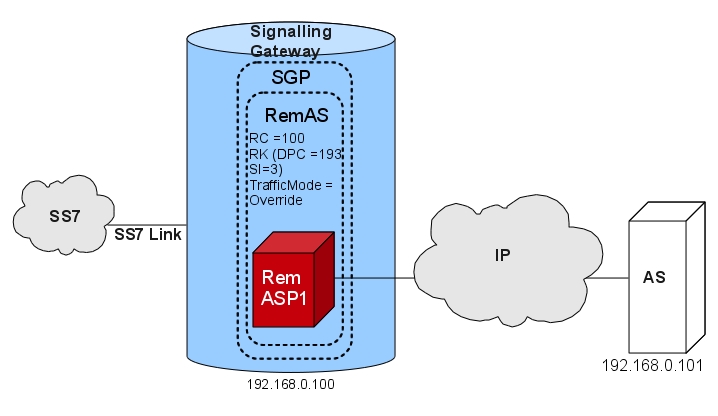 Signalling
Gateway
SGP
RemAS
RC =100
RK (DPC =193
SI=3)
TrafficMode =
Override
SS7
SS7 Link
Rem
ASP1
IP
AS
192.168.0.101
192.168.0.100